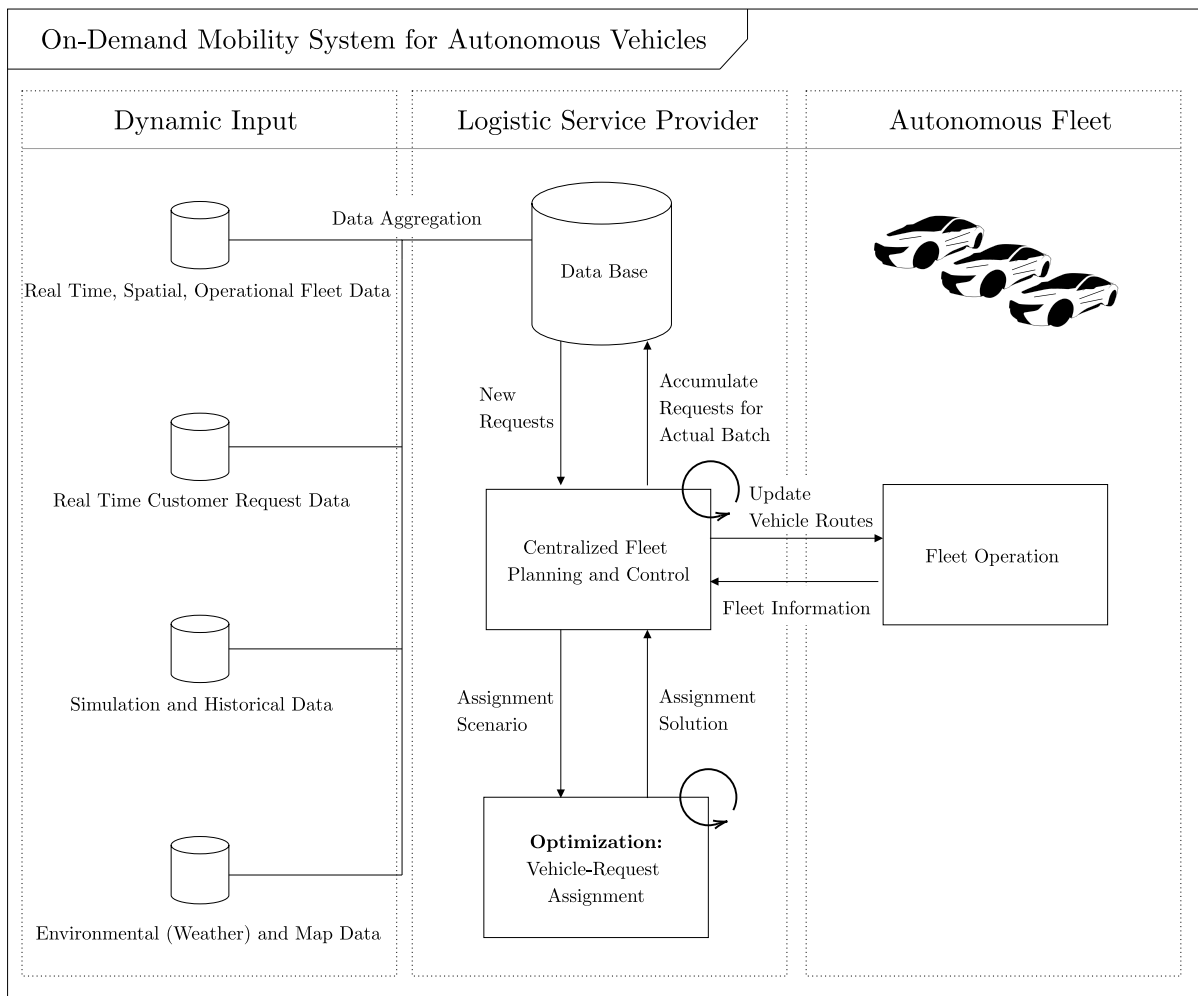 On-Demand Mobility System for Autonomous Vehicles
Dynamic Input
Logistic Service Provider
Autonomous Fleet
Data Aggregation
Real Time, Spatial, Operational Fleet Data
Data Base
New
Requests
Accumulate
Requests for
Actual Batch
Real Time Customer Request Data
Centralized Fleet
Planning and Control
Update
Vehicle Routes
Fleet Information
Fleet Operation
Simulation and Historical Data
Assignment
Scenario
Assignment
Solution
Optimization:
Vehicle-Request
Assignment
Environmental (Weather) and Map Data